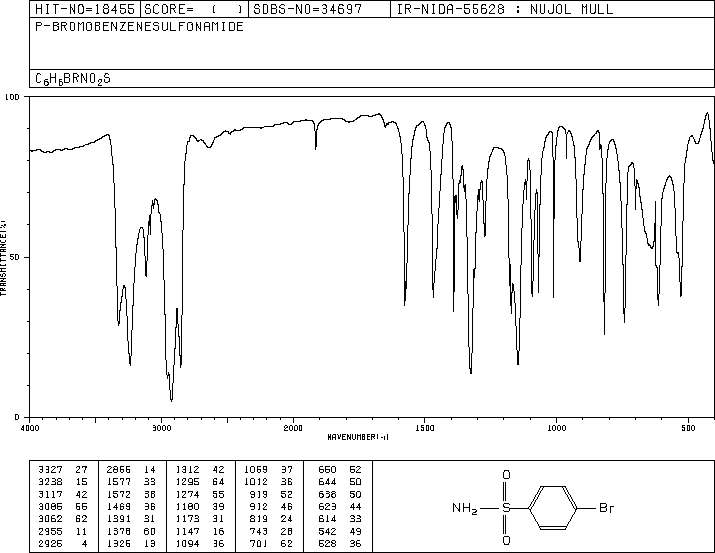 HIT-NO=18455 SCORE= ( ) SDBS-NO=34697 IR-NIDA-55628 : NUJOL MULL
P-BROMOBENZENESULFONAMIDE
C6H6BRNO2S
100
50
0
TRANSMITTANCE(%)
4000 3000 2000 1500 1000 500
WAVENUMBER(-1)
3327 27 2866 14 1312 42 1069 37 650 52
3238 15 1577 33 1295 64 1012 36 644 50
3117 42 1572 36 1274 55 919 52 636 50
3086 55 1469 36 1180 39 912 46 623 44
3062 62 1391 31 1173 31 819 24 614 33
2955 11 1378 60 1147 16 743 28 542 49
2925 4 1325 13 1094 36 701 62 528 36
O
NH2 S Br
O